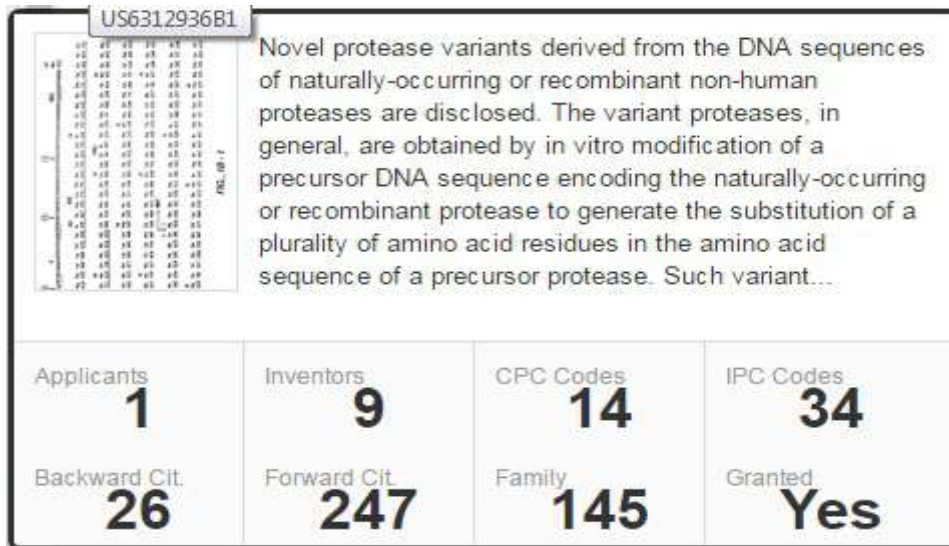 US6312936B1
Novel protease variants derived from the DNA sequences
of naturally-occurring or recombinant non-human
proteases are disclosed. The variant proteases, in
general, are obtained by in vitro modification of a
precursor DNA sequence encoding the naturally-occurring
or recombinant protease to generate the substitution of a
plurality of amino acid residues in the amino acid
sequence of a precursor protease. Such variant...
Applicants
1
Inventors
9
CPC Codes
14
IPC Codes
34
Backward Cit.
26
Forward Cit.
247
Family
145
Granted
Yes